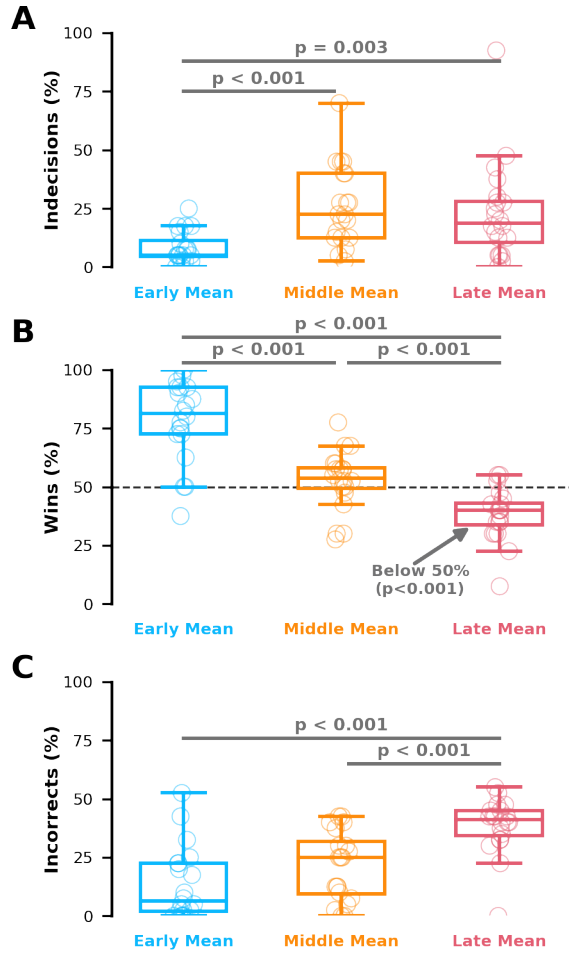 A
100
p = 0.003
p < 0.001
75
50
25
0
Indecisions (%)
Early Mean
Middle Mean
Late Mean
B
p < 0.001
p < 0.001
p < 0.001
100
75
50
25
0
Wins (%)
Below 50%
(p<0.001)
Early Mean
Middle Mean
Late Mean
C
100
p < 0.001
p < 0.001
75
50
25
0
Incorrects (%)
Early Mean
Middle Mean
Late Mean